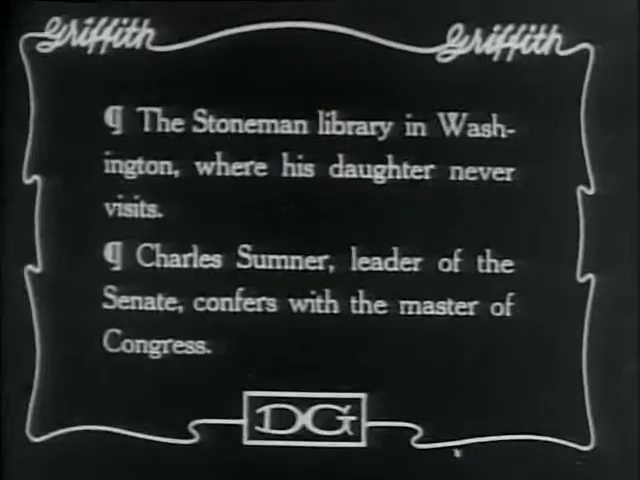 Griffith Griffith
¶ The Stoneman library in Wash-
ington, where his daughter never
visits.
¶ Charles Sumner, leader of the
Senate, confers with the master of
Congress.
DG